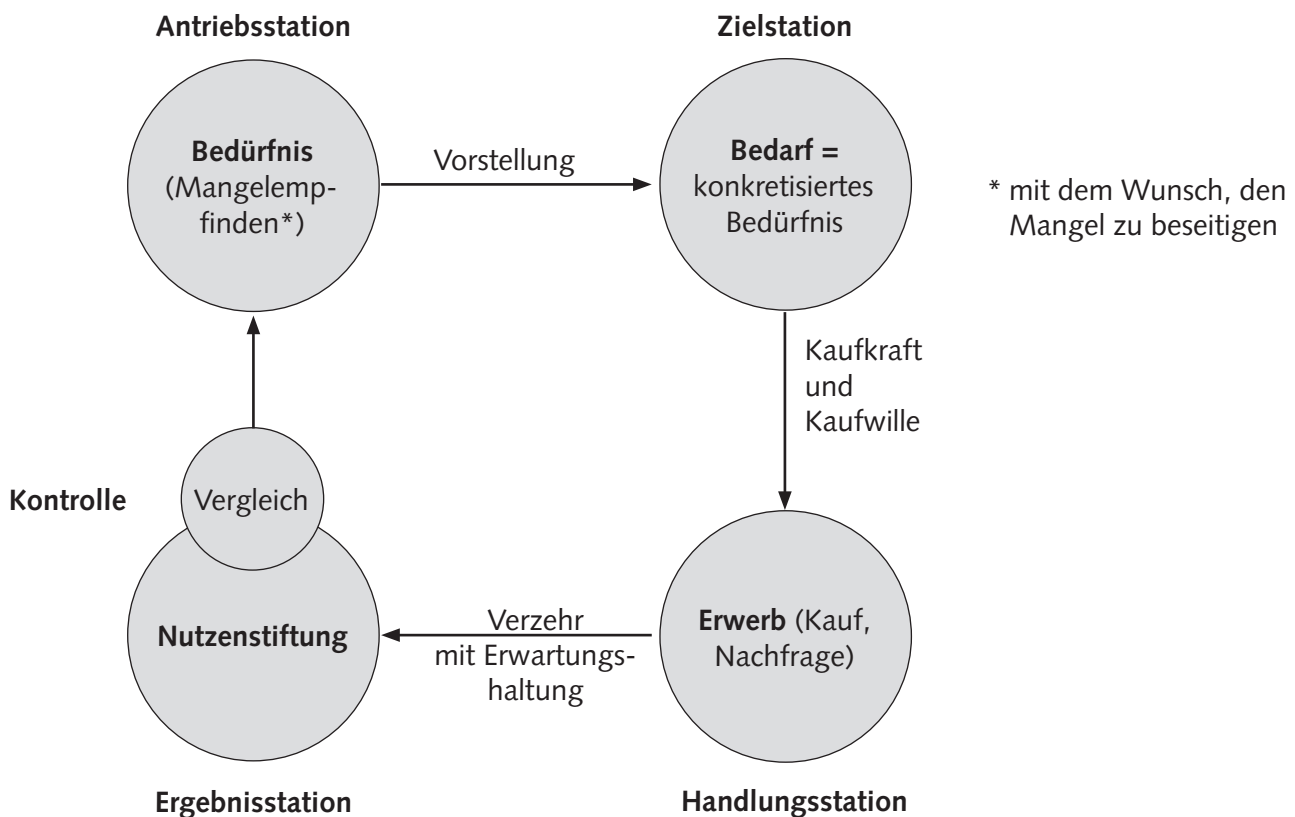 Antriebsstation
Zielstation
Bedürfnis
(Mangelemp-
finden*)
Vorstellung
Bedarf =
konkretisiertes
Bedürfnis
* mit dem Wunsch, den
Mangel zu beseitigen
Kaufkraft
und
Kaufwille
Kontrolle
Vergleich
Nutzenstiftung
Verzehr
mit Erwartungs-
haltung
Erwerb (Kauf,
Nachfrage)
Ergebnisstation
Handlungsstation